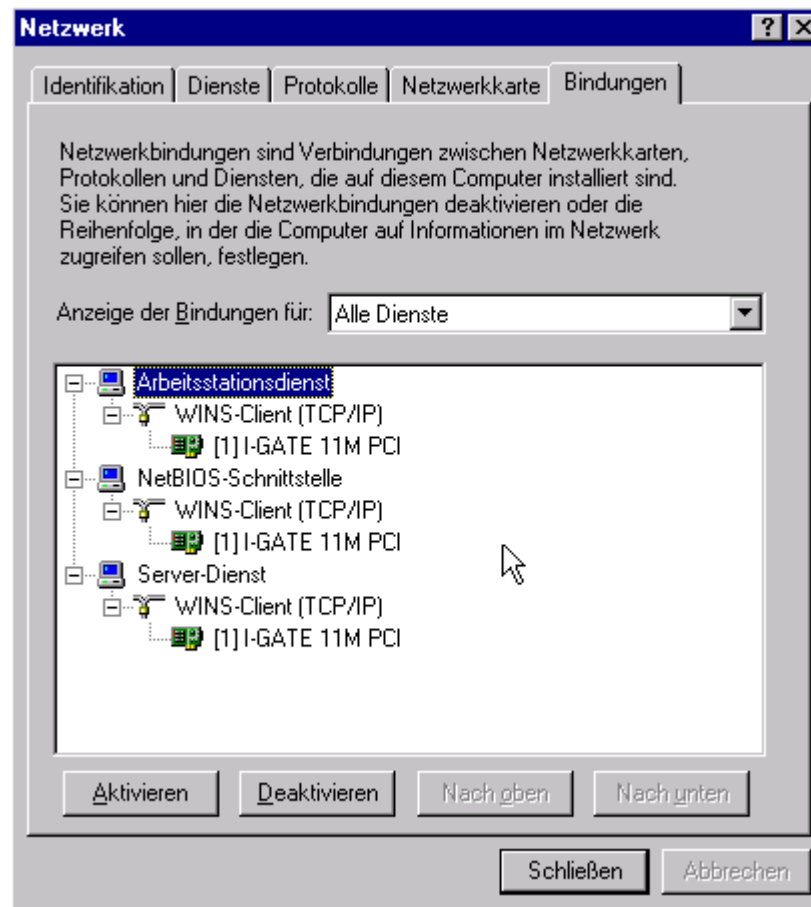 Netzwerk
Identifikation Dienste Protokolle Netzwerkkarte Bindungen
Netzwerkbindungen sind Verbindungen zwischen Netzwerkkarten,
Protokollen und Diensten, die auf diesem Computer installiert sind.
Sie können hier die Netzwerkbindungen deaktivieren oder die
Reihenfolge, in der die Computer auf Informationen im Netzwerk
zugreifen sollen, festlegen.
Anzeige der Bindungen für: Alle Dienste
Arbeitsstationsdienst
WINS-Client (TCP/IP)
[1] I-GATE 11M PCI
NetBIOS-Schnittstelle
WINS-Client (TCP/IP)
[1] I-GATE 11M PCI
Server-Dienst
WINS-Client (TCP/IP)
[1] I-GATE 11M PCI
Aktivieren Deaktivieren Nach oben Nach unten
Schließen Abbrechen